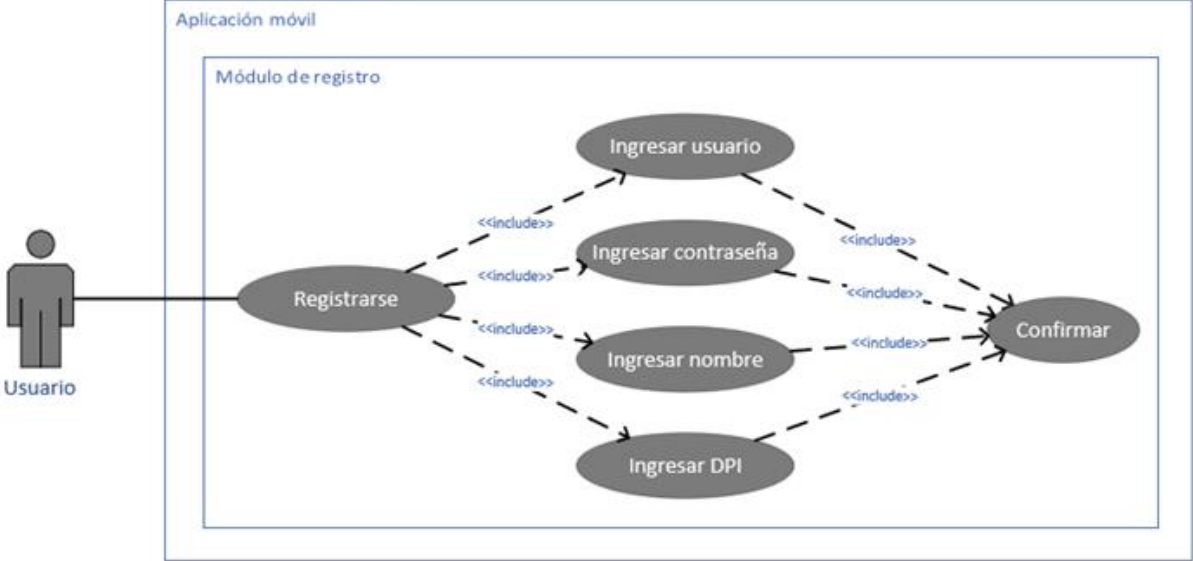 Aplicación móvil
Módulo de registro
Ingresar usuario
<<include>>
<<include>>
Ingresar contraseña
<<include>>
<<include>>
Registrarse
Confirmar
<<include>>
<<include>>
Ingresar nombre
<<include>>
<<include>>
Usuario
Ingresar DPI